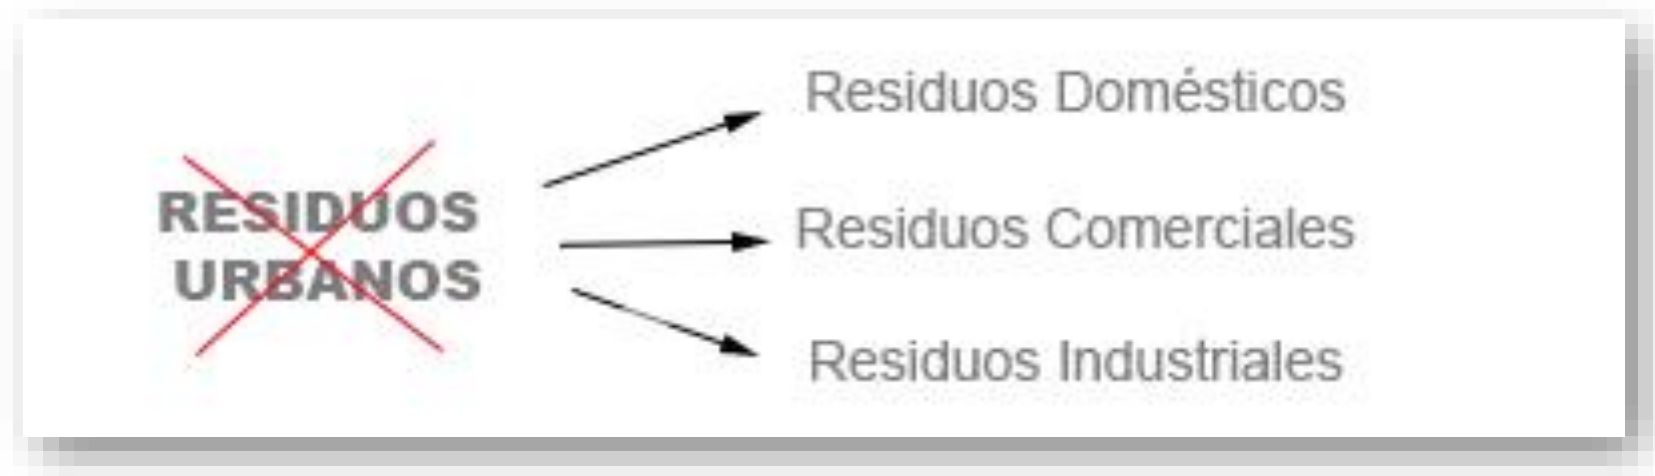 RESIDUOS
URBANOS
Residuos Domésticos
Residuos Comerciales
Residuos Industriales